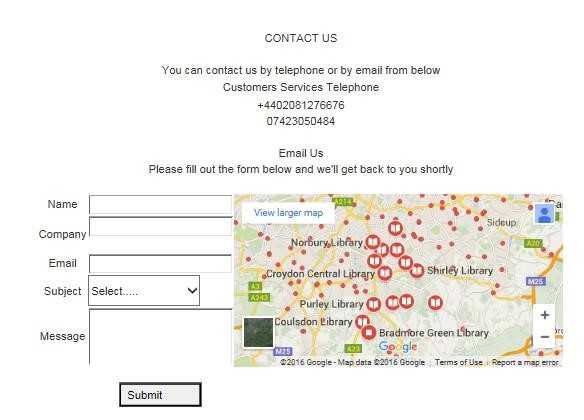 CONTACT US
You can contact us by telephone or by email from below
Customers Services Telephone
+4402081276676
07423050484
Email Us
Please fill out the form below and we'll get back to you shortly
Name
Company
Email
Subject
Select.....
Message
Submit
View larger map
A214
Sidcup
A20
Norbury Library
Croydon Central Library
Shirley Library
A3
M25
A243
Purley Library
Coulsdon Library
+
Bradmore Green Library
−
M25
Google
©2016 Google - Map data ©2016 Google
Terms of Use
Report a map error